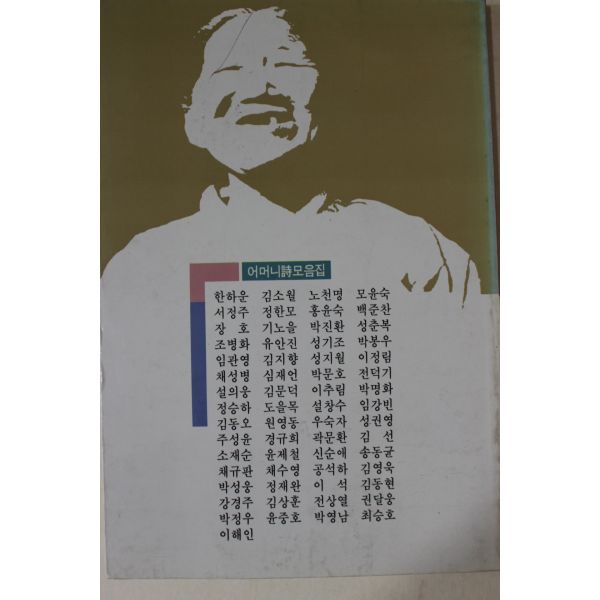 어머니詩모음집
한하운 김소월 노천명 모윤숙
서정주 정한모 홍윤숙 백준찬
장 호 기노을 박진환 성춘복
조병화 유안진 성기조 박봉우
임관영 김지향 성지월 이정림
채성병 심재언 박문호 전덕기
설의웅 김문덕 이추림 박명화
정승하 도을목 설창수 임강빈
김동오 원영동 우숙자 성권영
주성윤 경규희 곽문환 김 선
소재순 윤제철 신순애 송동균
채규판 채수영 공석하 김영욱
박성웅 정재완 이 석 김동현
강경주 김상훈 전상열 권달웅
박정우 윤중호 박영남 최승호
이해인